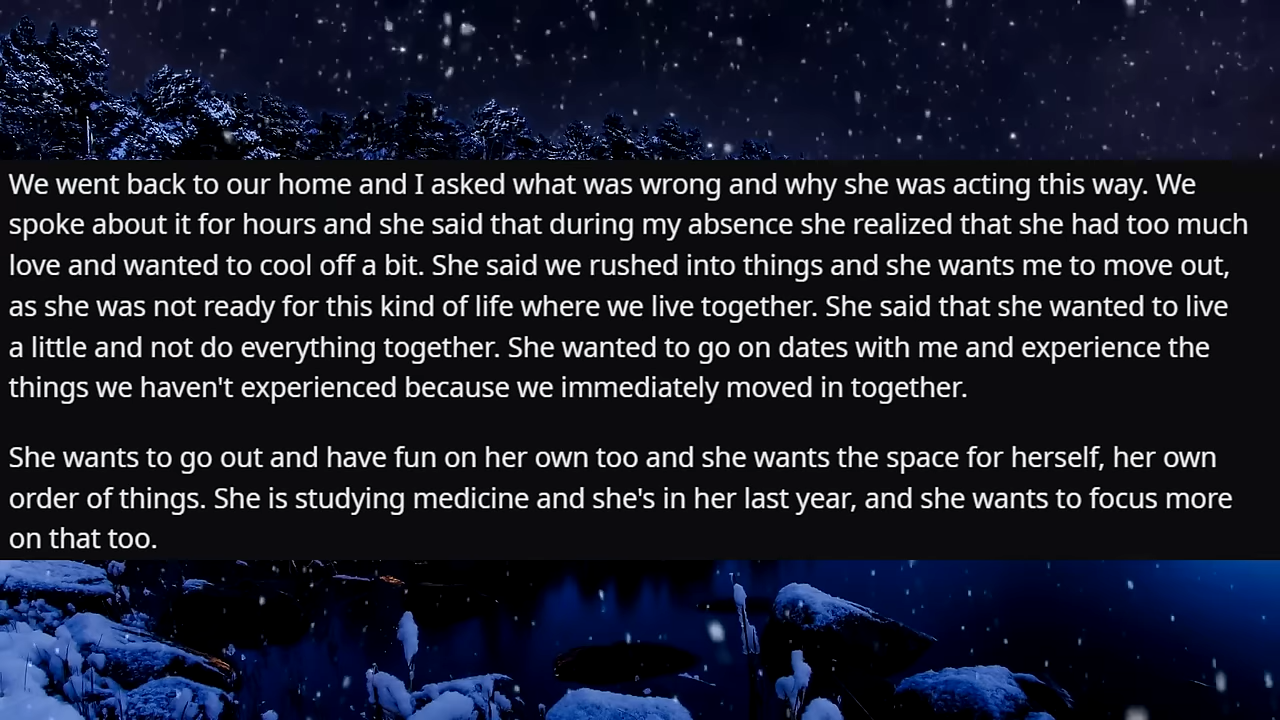 We went back to our home and I asked what was wrong and why she was acting this way. We
spoke about it for hours and she said that during my absence she realized that she had too much
love and wanted to cool off a bit. She said we rushed into things and she wants me to move out,
as she was not ready for this kind of life where we live together. She said that she wanted to live
a little and not do everything together. She wanted to go on dates with me and experience the
things we haven't experienced because we immediately moved in together.
She wants to go out and have fun on her own too and she wants the space for herself, her own
order of things. She is studying medicine and she's in her last year, and she wants to focus more
on that too.